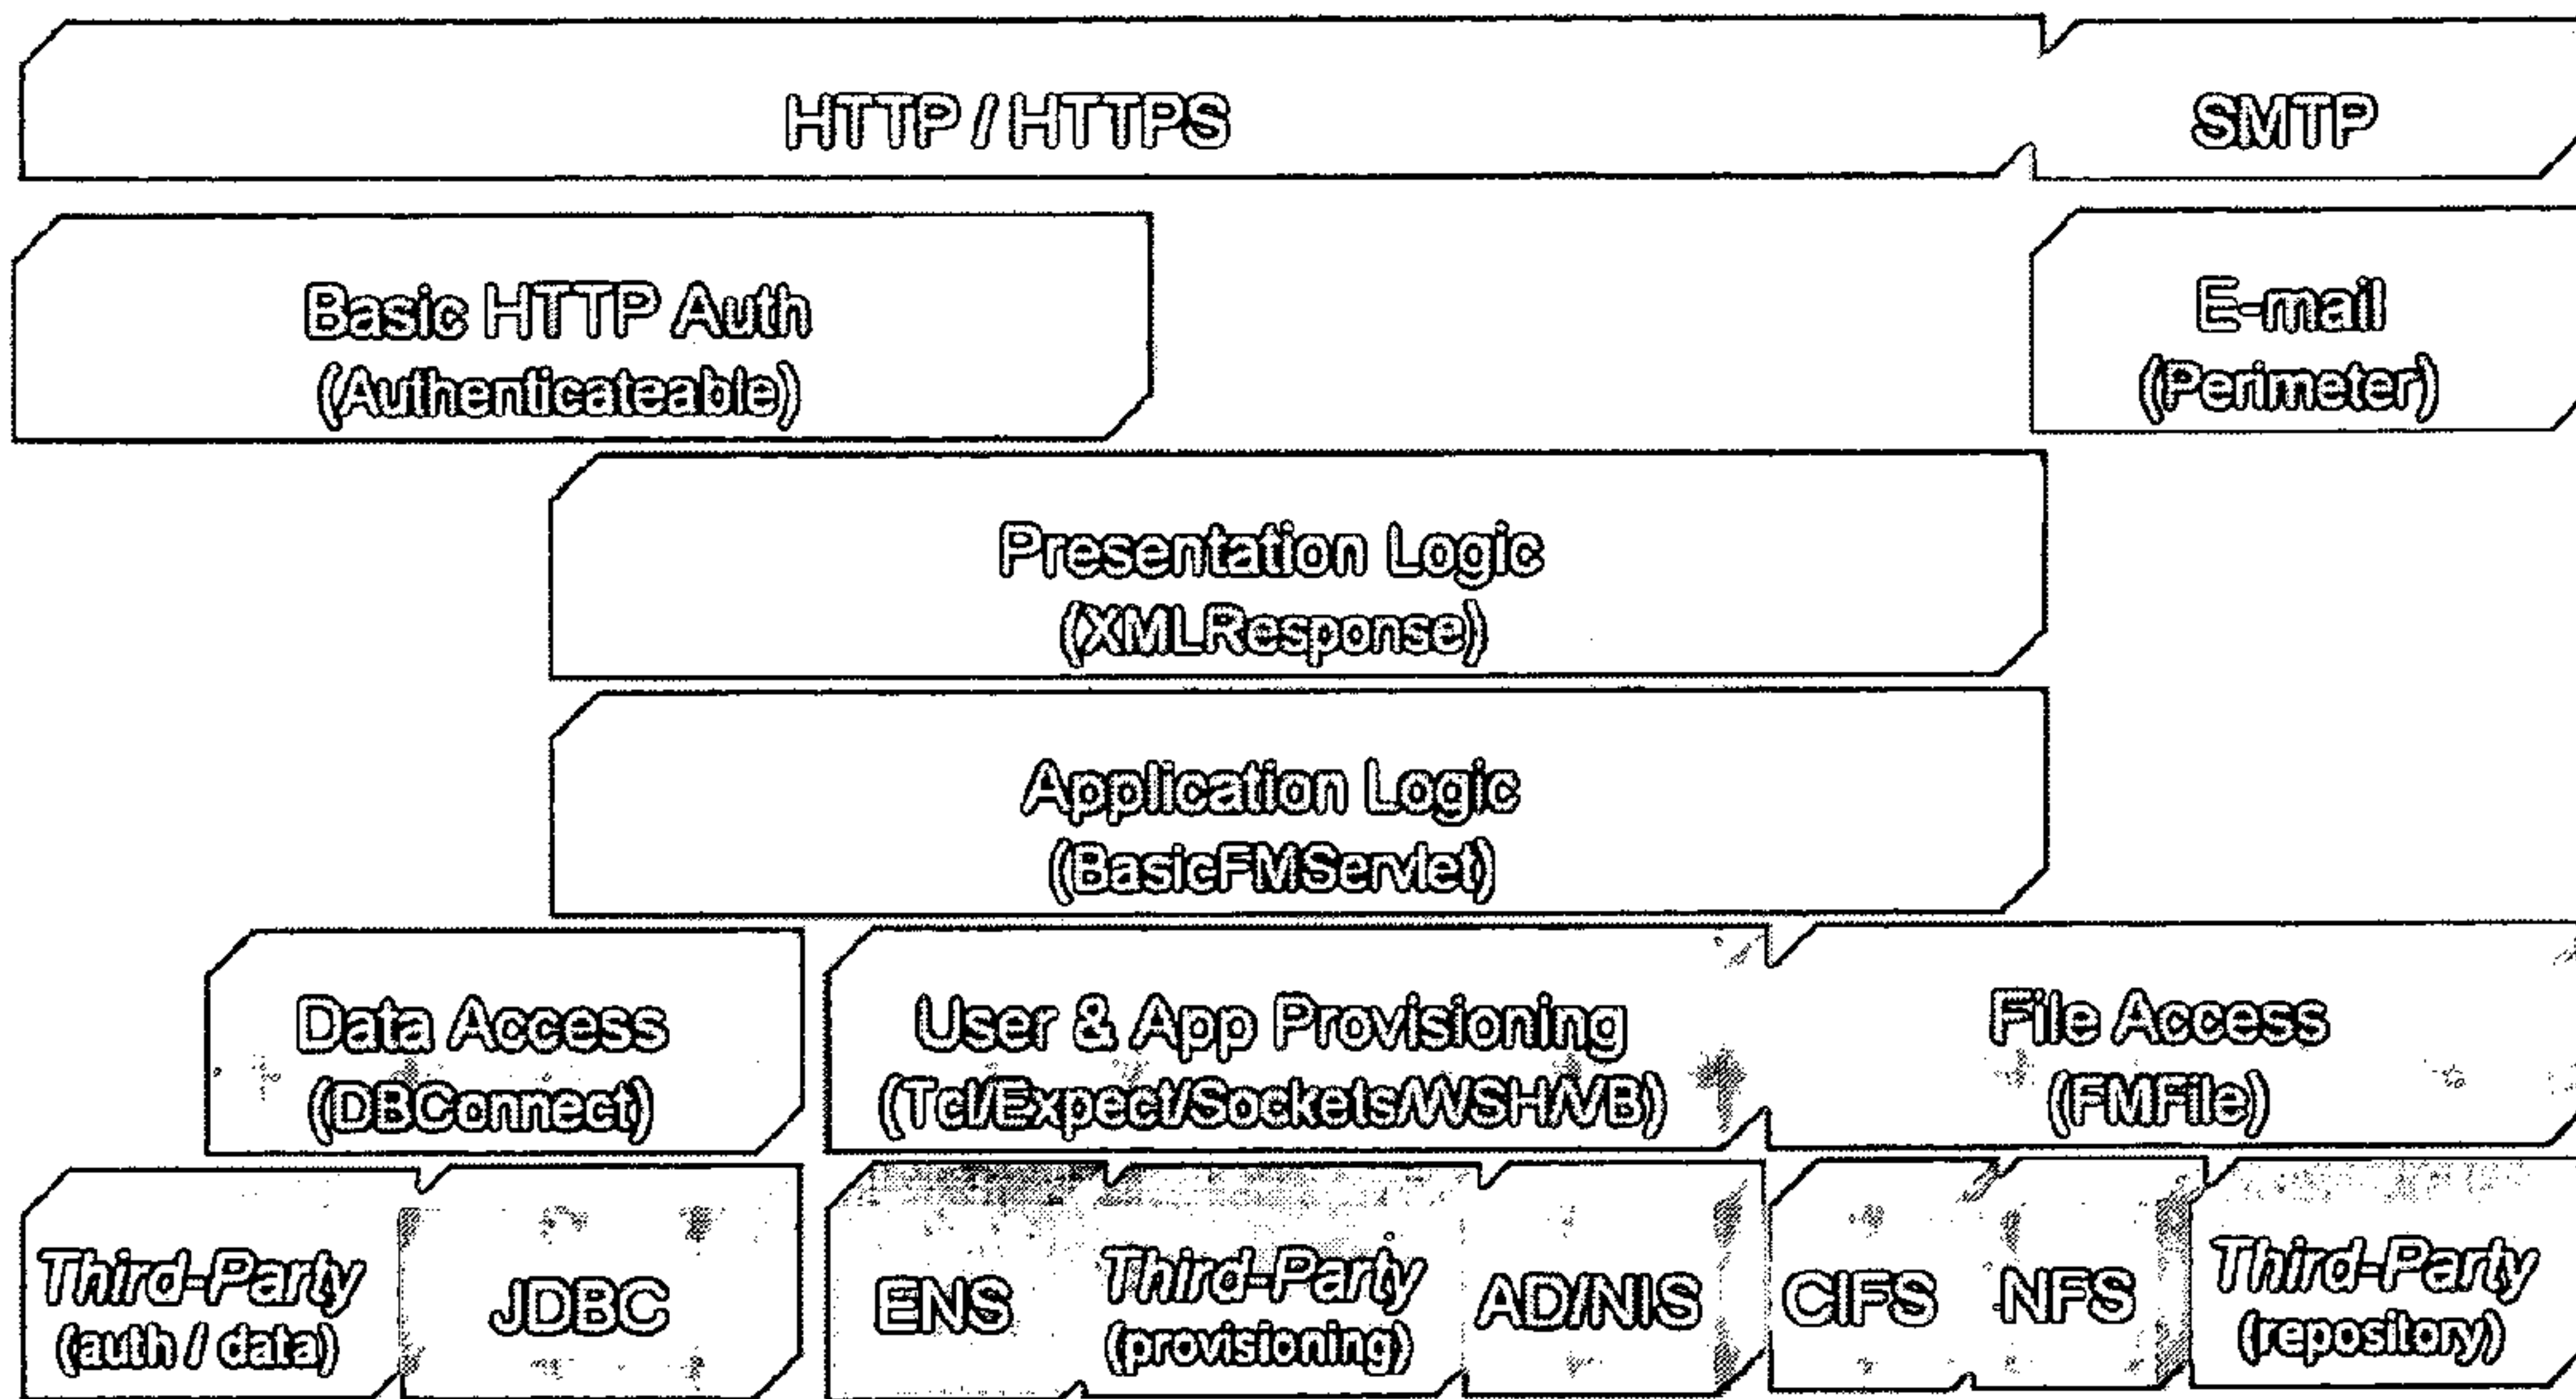 HTTP / HTTPS
SMTP
Basic HTTP Auth
(Authenticateable)
E-mail
(Perimeter)
Presentation Logic
(XMLResponse)
Application Logic
(BasicFMServlet)
Data Access
(DBConnect)
User & App Provisioning
(Tcl/Expect/Sockets/WSH/VB)
File Access
(FMFile)
Third-Party
(auth / data)
JDBC
ENS
Third-Party
(provisioning)
AD/NIS
CIFS
NFS
Third-Party
(repository)